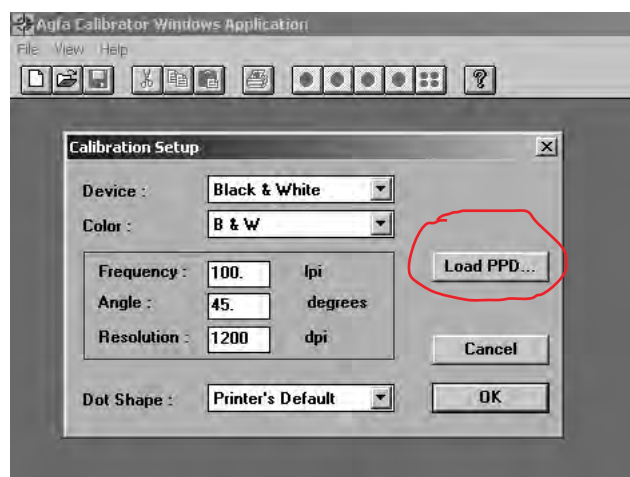 Agfa Calibrator Windows Application
File View Help
Calibration Setup
Device : Black & White
Color : B & W
Frequency : 100. lpi
Load PPD...
Angle : 45. degrees
Resolution : 1200 dpi
Cancel
Dot Shape : Printer's Default
OK